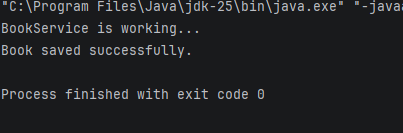 "C:\Program Files\Java\jdk-25\bin\java.exe" "-java
BookService is working...
Book saved successfully.
Process finished with exit code 0